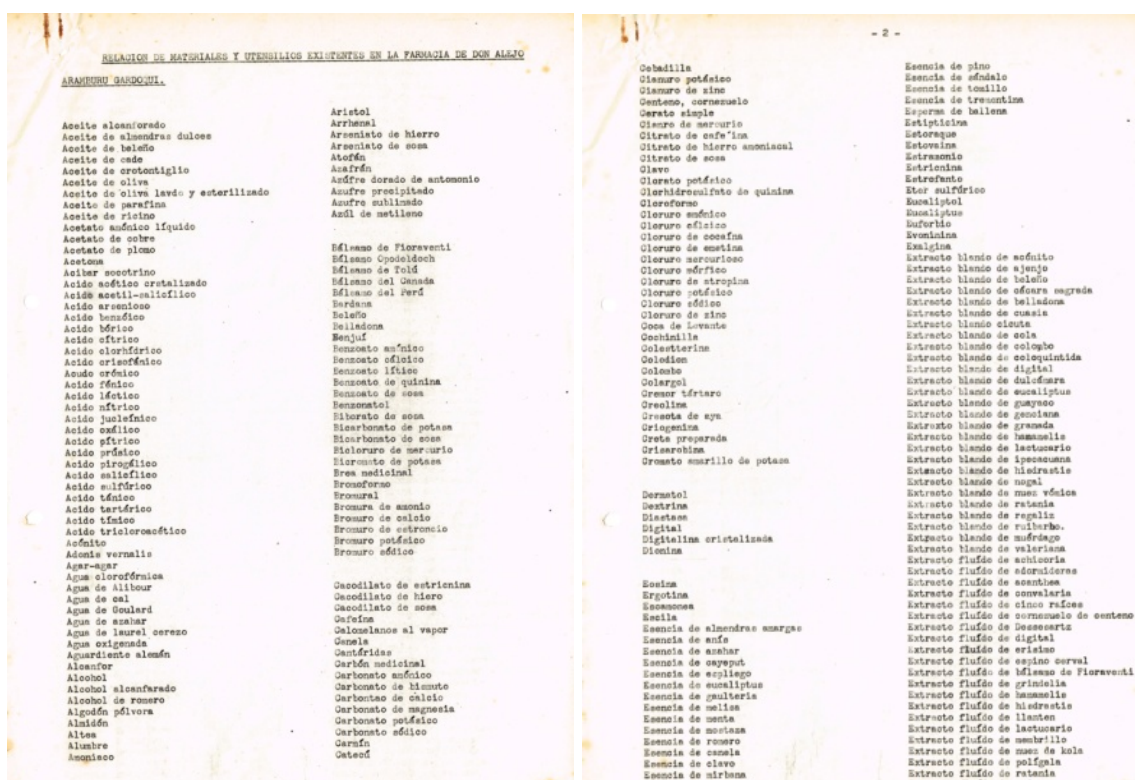 RELACION DE MATERIALES Y UTENSILIOS EXISTENTES EN LA FARMACIA DE DON ALEJO
ARAMBURU GARDOQUI.
Aceite alcanforado
Aceite de almendras dulces
Aceite de beleño
Aceite de cade
Aceite de crotontiglio
Aceite de oliva
Aceite de oliva lavdo y esterilizado
Aceite de parafina
Aceite de ricino
Acetato amónico líquido
Acetato de cobre
Acetato de plomo
Acetona
Acibar socotrino
Acido acético crstalizado
Acido acetil-salicílico
Acido arsenioso
Acido benzóico
Acido bórico
Acido cítrico
Acido clorhídrico
Acido crisofánico
Acudo crómico
Acido fénico
Acido láctico
Acido nítrico
Acido jucleínico
Acido oxálico
Acido pítrico
Acido prúsico
Acido pirogálico
Acido salicílico
Acido sulfúrico
Acido tánico
Acido tartárico
Acido tímico
Acido tricloroacético
Acónito
Adonis vernalis
Agar-agar
Agua clorofórmica
Agua de Alibour
Agua de cal
Agua de Goulard
Agua de azahar
Agua de laurel cerezo
Agua oxigenada
Aguardiente alemán
Alcanfor
Alcohol
Alcohol alcanfarado
Alcohol de romero
Algodón pólvora
Almidón
Altea
Alumbre
Amoniaco
Aristol
Arrhenal
Arseniato de hierro
Arseniato de sosa
Atofán
Azafrán
Azúfre dorado de antomonio
Azufre precipitado
Azufre sublimado
Azúl de metileno
Bálsamo de Fioreventi
Bálsamo Opodeldoch
Bálsamo de Tolú
Bálsamo del Canada
Bálsamo del Perú
Bardana
Beleño
Belladona
Benjuí
Benzoato amónico
Benzoato cálcico
Benzoato lítico
Benzoato de quinina
Benzoato de sosa
Benzonatol
Biborato de sosa
Bicarbonato de potasa
Bicarbonato de sosa
Bicloruro de mercurio
Bicromato de potasa
Brea medicinal
Bromoformo
Bromural
Bromura de amonio
Bromuro de calcio
Bromuro de estroncio
Bromuro potásico
Bromuro sódico
Cacodilato de estricnina
Cacodilato de hiero
Cacodilato de sosa
Cafeína
Calomelanos al vapor
Canela
Cantáridas
Carbón medicinal
Carbonato amónico
Carbonato de bismuto
Carbontao de cálcio
Carbonato de magnesia
Carbonato potásico
Carbonato sódico
Carmín
Catecú
- 2 -
Cebadilla
Cianuro potásico
Cianuro de zinc
Centeno, cornezuelo
Cerato simple
Cianro de mercurio
Citrato de cafeína
Citrato de hierro amoniacal
Citrato de sosa
Clavo
Clorato potásico
Clorhidrosulfato de quinina
Cloroformo
Cloruro amónico
Cloruro cálcico
Cloruro de cocaína
Cloruro de emetina
Cloruro mercurioso
Cloruro mórfico
Cloruro de atropina
Cloruro potásico
Cloruro sódico
Cloruro de zinc
Coca de Levante
Cochinilla
Colestterina
Colodion
Colombo
Colargol
Cremor tártaro
Creolina
Creosota de aya
Criogenina
Creta preparada
Crisarobina
Cromato amarillo de potasa
Dermatol
Dextrina
Diastasa
Digital
Digitalina cristalizada
Dionina
Eosina
Ergotina
Escamonea
Escila
Esencia de almendras amargas
Esencia de anís
Esencia de azahar
Esencia de cayeput
Esencia de espliego
Esencia de eucaliptus
Esencia de gaulteria
Esencia de melisa
Esencia de menta
Esencia de mostaza
Esencia de romero
Esencia de canela
Esencia de clavo
Esencia de mirbana
Esencia de pino
Esencia de sándalo
Esencia de tomillo
Esencia de trementina
Esperma de ballena
Estipticina
Estoraque
Estovaina
Estramonio
Estricnina
Estrofanto
Eter sulfúrico
Eucaliptol
Eucaliptus
Euforbio
Evonimina
Exalgina
Extracto blando de acónito
Extracto blando de ajenjo
Extracto blando de beleño
Extracto blando de cáscara sagrada
Extracto blando de belladona
Extracto blando de cuasia
Extracto blando cicuta
Extracto blando de cola
Extracto blando de colombo
Extracto blando de coloquintida
Extracto blando de digital
Extracto blando de dulcámara
Extracto blando de eucaliptus
Extracto blando de guayaco
Extracto blando de genciana
Extraxto blando de granada
Extracto blando de hamamelis
Extracto blando de lactucario
Extracto blando de ipecacuana
Extracto blando de hisdrastis
Extracto blando de nogal
Extracto blando de nuez vómica
Extracto blando de ratania
Extracto blando de regaliz
Extracto blando de ruibarbo.
Extracto blando de muérdago
Extracto blando de valeriana
Extracto fluído de achicoria
Extracto fluído de adormideras
Extracto fluído de acanthea
Extracto fluído de convalaria
Extracto fluído de cinco raíces
Extracto fluído de cornezuelo de centeno
Extracto fluído de Dessesartz
Extracto fluído de digital
Extracto fluído de erisimo
Extracto fluído de espino cerval
Extracto fluído de bálsamo de Fioraventi
Extracto fluído de grindelia
Extracto fluído de hamamelis
Extracto fluído de hisdrastis
Extracto fluído de llanten
Extracto fluído de lactucario
Extracto fluído de membrillo
Extracto fluído de nuez de kola
Extracto fluído de polígala
Extracto fluído de ratania